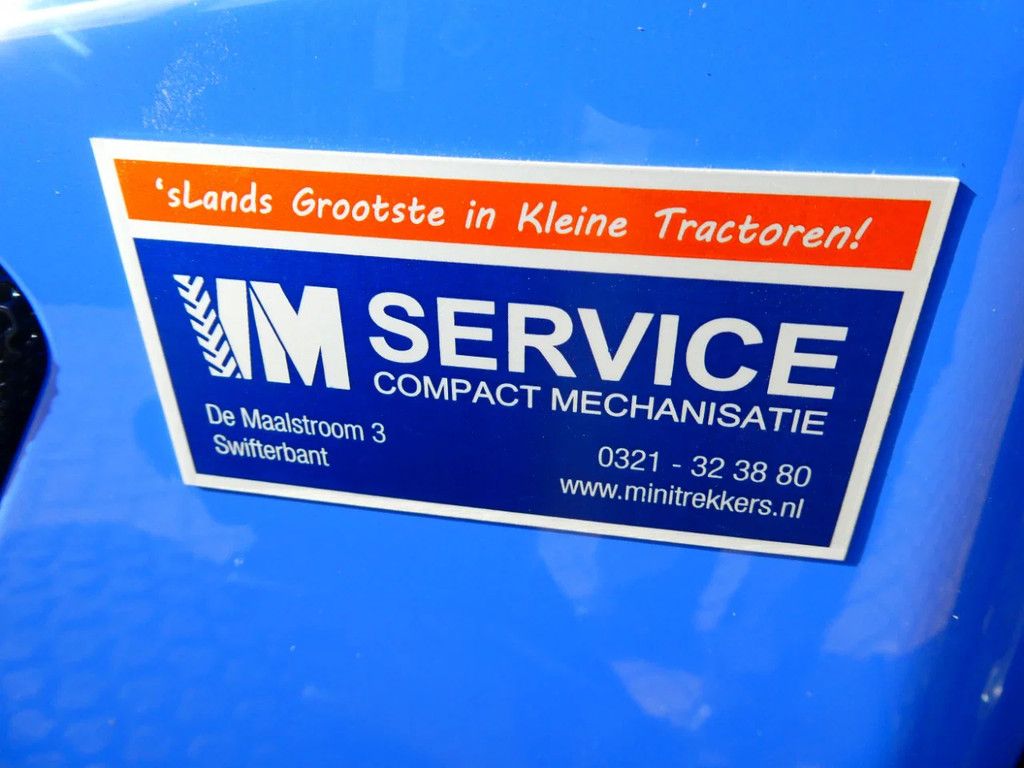 'sLands Grootste in Kleine Tractoren!
IM SERVICE
COMPACT MECHANISATIE
De Maalstroom 3
Swifterbant
0321 - 32 38 80
www.minitrekkers.nl